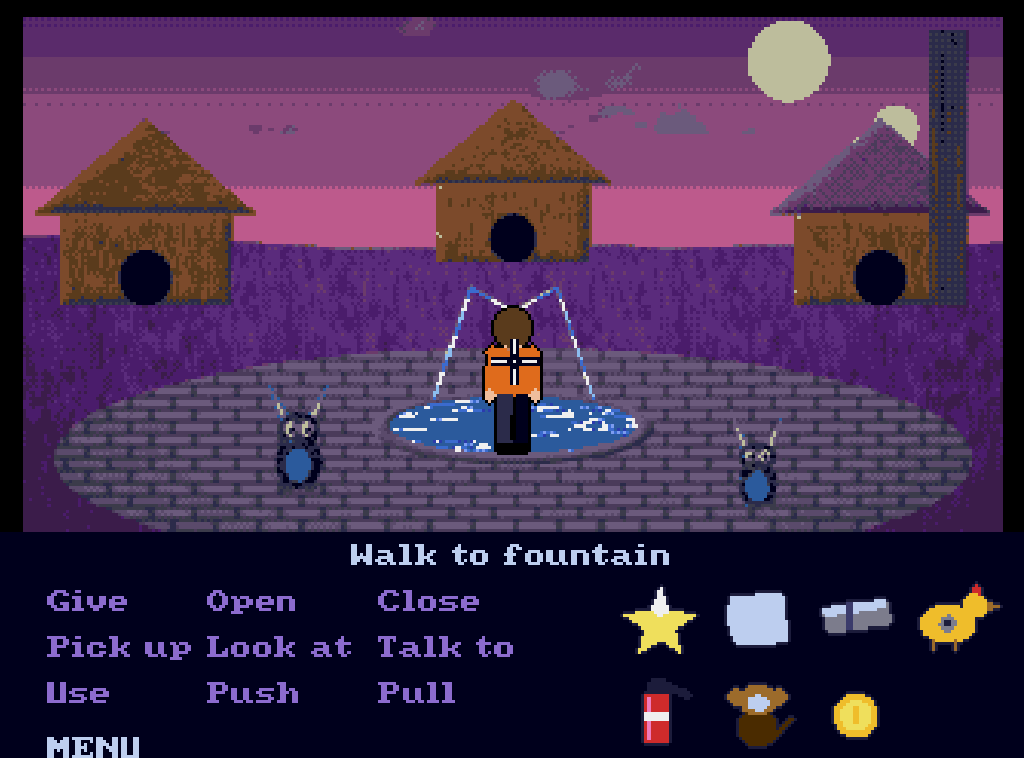 Walk to fountain
Give Open Close
Pick up Look at Talk to
Use Push Pull
MENU